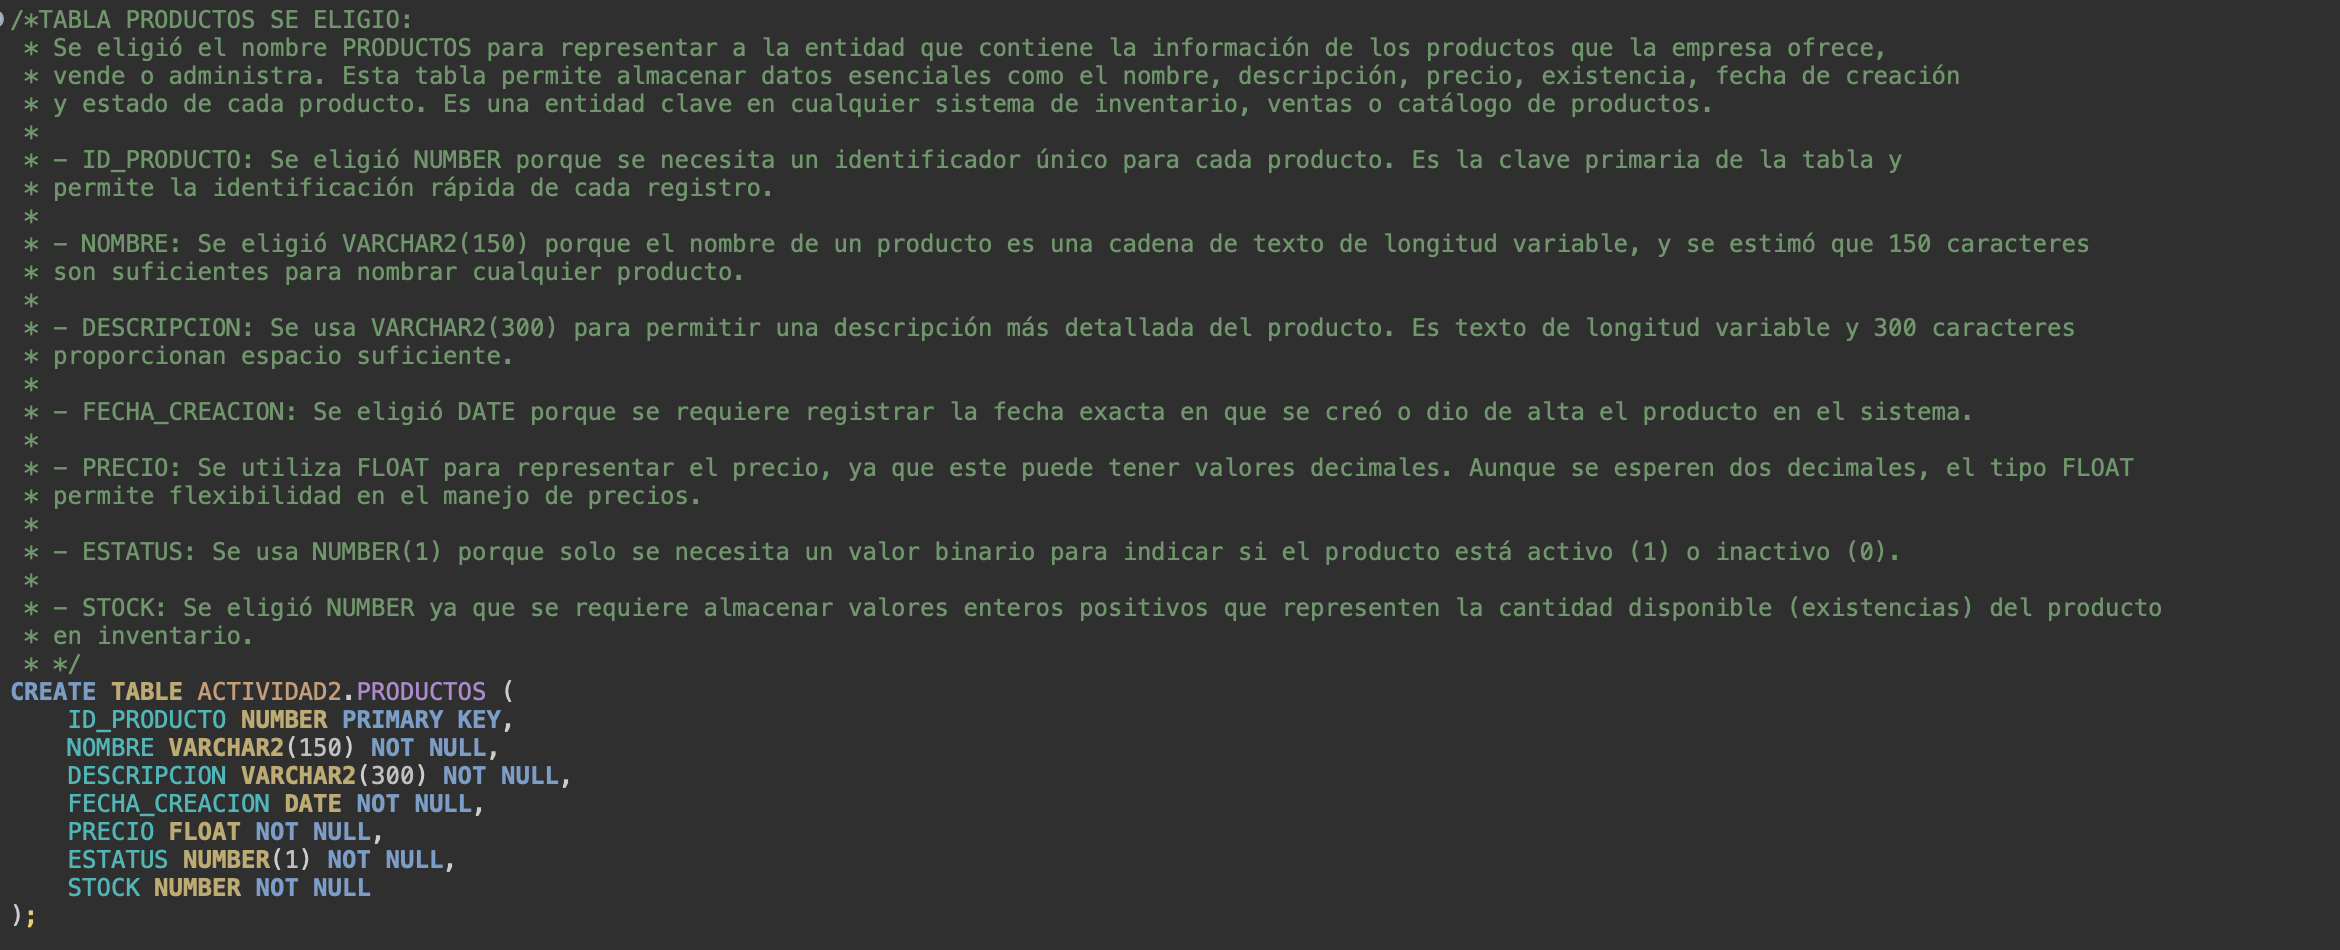 /*TABLA PRODUCTOS SE ELIGIO:
* Se eligió el nombre PRODUCTOS para representar a la entidad que contiene la información de los productos que la empresa ofrece,
* vende o administra. Esta tabla permite almacenar datos esenciales como el nombre, descripción, precio, existencia, fecha de creación
* y estado de cada producto. Es una entidad clave en cualquier sistema de inventario, ventas o catálogo de productos.
*
* – ID_PRODUCTO: Se eligió NUMBER porque se necesita un identificador único para cada producto. Es la clave primaria de la tabla y
* permite la identificación rápida de cada registro.
*
* – NOMBRE: Se eligió VARCHAR2(150) porque el nombre de un producto es una cadena de texto de longitud variable, y se estimó que 150 caracteres
* son suficientes para nombrar cualquier producto.
*
* – DESCRIPCION: Se usa VARCHAR2(300) para permitir una descripción más detallada del producto. Es texto de longitud variable y 300 caracteres
* proporcionan espacio suficiente.
*
* – FECHA_CREACION: Se eligió DATE porque se requiere registrar la fecha exacta en que se creó o dio de alta el producto en el sistema.
*
* – PRECIO: Se utiliza FLOAT para representar el precio, ya que este puede tener valores decimales. Aunque se esperen dos decimales, el tipo FLOAT
* permite flexibilidad en el manejo de precios.
*
* – ESTATUS: Se usa NUMBER(1) porque solo se necesita un valor binario para indicar si el producto está activo (1) o inactivo (0).
*
* – STOCK: Se eligió NUMBER ya que se requiere almacenar valores enteros positivos que representen la cantidad disponible (existencias) del producto
* en inventario.
* */
CREATE TABLE ACTIVIDAD2.PRODUCTOS (
ID_PRODUCTO NUMBER PRIMARY KEY,
NOMBRE VARCHAR2(150) NOT NULL,
DESCRIPCION VARCHAR2(300) NOT NULL,
FECHA_CREACION DATE NOT NULL,
PRECIO FLOAT NOT NULL,
ESTATUS NUMBER(1) NOT NULL,
STOCK NUMBER NOT NULL
);